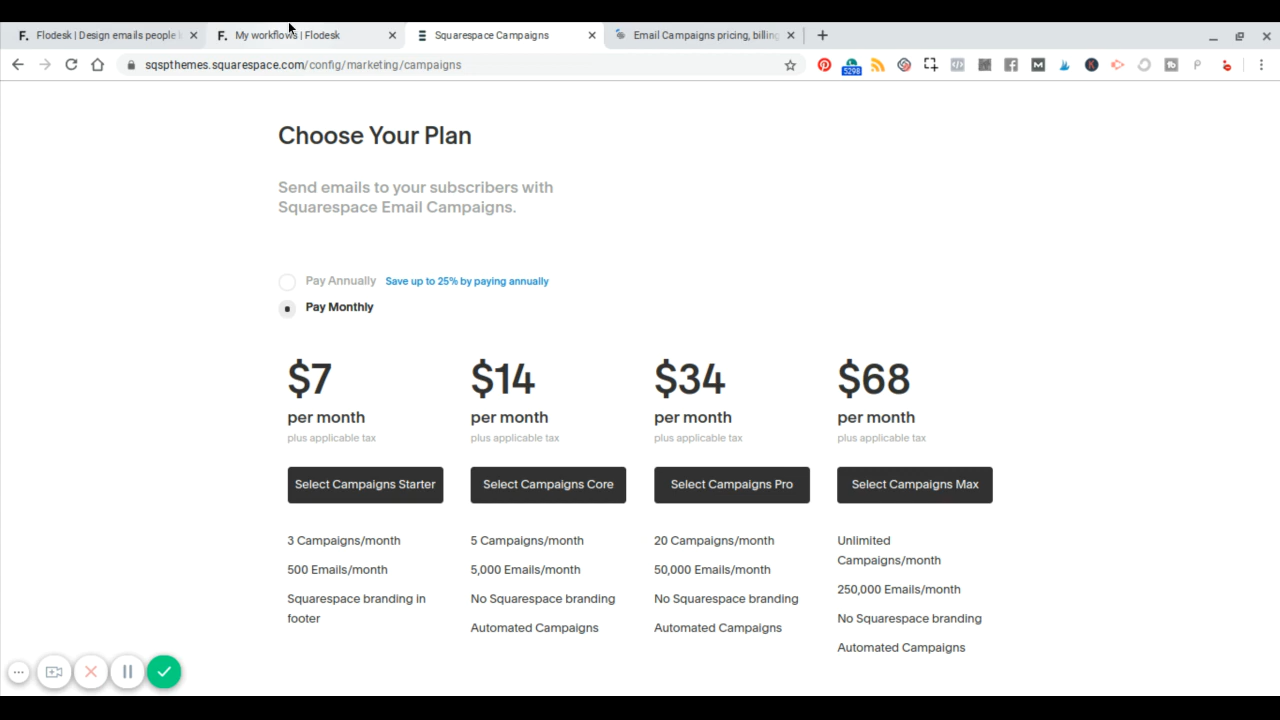 F. Flodesk | Design emails people
F. My workflows | Flodesk
Squarespace Campaigns
Email Campaigns pricing, billing
sqspthemes.squarespace.com/config/marketing/campaigns
5298
Choose Your Plan
Send emails to your subscribers with
Squarespace Email Campaigns.
Pay Annually Save up to 25% by paying annually
Pay Monthly
$7 $14 $34 $68
per month per month per month per month
plus applicable tax plus applicable tax plus applicable tax plus applicable tax
Select Campaigns Starter Select Campaigns Core Select Campaigns Pro Select Campaigns Max
3 Campaigns/month
500 Emails/month
Squarespace branding in
footer
5 Campaigns/month
5,000 Emails/month
No Squarespace branding
Automated Campaigns
20 Campaigns/month
50,000 Emails/month
No Squarespace branding
Automated Campaigns
Unlimited
Campaigns/month
250,000 Emails/month
No Squarespace branding
Automated Campaigns